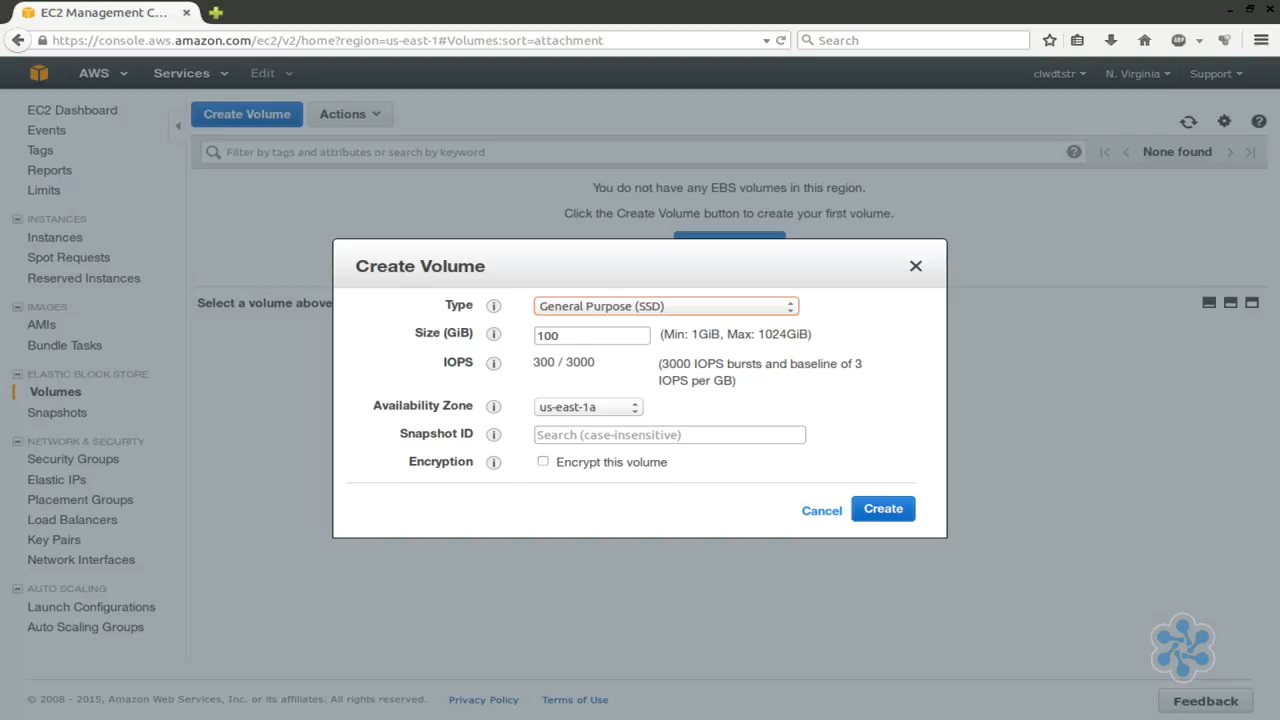 EC2 Management C...
https://console.aws.amazon.com/ec2/v2/home?region=us-east-1#Volumes:sort=attachment
Search
ABP
AWS
Services
Edit
clwdtstr
N. Virginia
Support
EC2 Dashboard
Events
Tags
Reports
Limits
INSTANCES
Instances
Spot Requests
Reserved Instances
IMAGES
AMIs
Bundle Tasks
ELASTIC BLOCK STORE
Volumes
Snapshots
NETWORK & SECURITY
Security Groups
Elastic IPs
Placement Groups
Load Balancers
Key Pairs
Network Interfaces
AUTO SCALING
Launch Configurations
Auto Scaling Groups
Create Volume
Actions
Filter by tags and attributes or search by keyword
None found
You do not have any EBS volumes in this region.
Click the Create Volume button to create your first volume.
Select a volume above
Create Volume
Type
General Purpose (SSD)
Size (GiB)
100
(Min: 1GiB, Max: 1024GiB)
IOPS
300 / 3000
(3000 IOPS bursts and baseline of 3
IOPS per GB)
Availability Zone
us-east-1a
Snapshot ID
Search (case-insensitive)
Encryption
Encrypt this volume
Cancel
Create
© 2008 - 2015, Amazon Web Services, Inc. or its affiliates. All rights reserved.
Privacy Policy
Terms of Use
Feedback